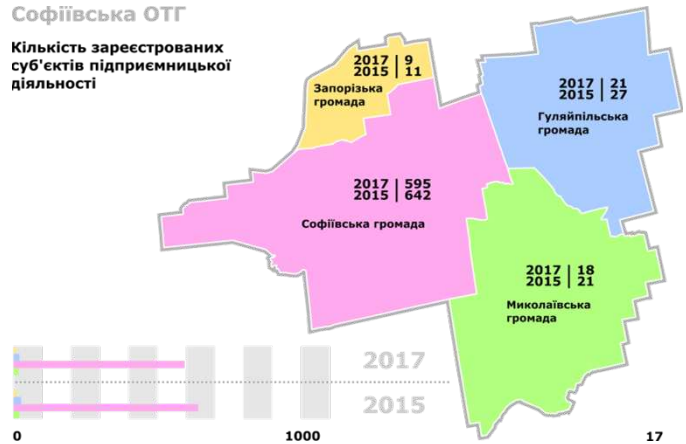 Софіївська ОТГ
Кількість зареєстрованих
суб'єктів підприємницької
діяльності
2017 | 9
2015 | 11
Запорізька
громада
2017 | 21
2015 | 27
Гуляйпільська
громада
2017 | 595
2015 | 642
Софіївська громада
2017 | 18
2015 | 21
Миколаївська
громада
2017
2015
0
1000
17